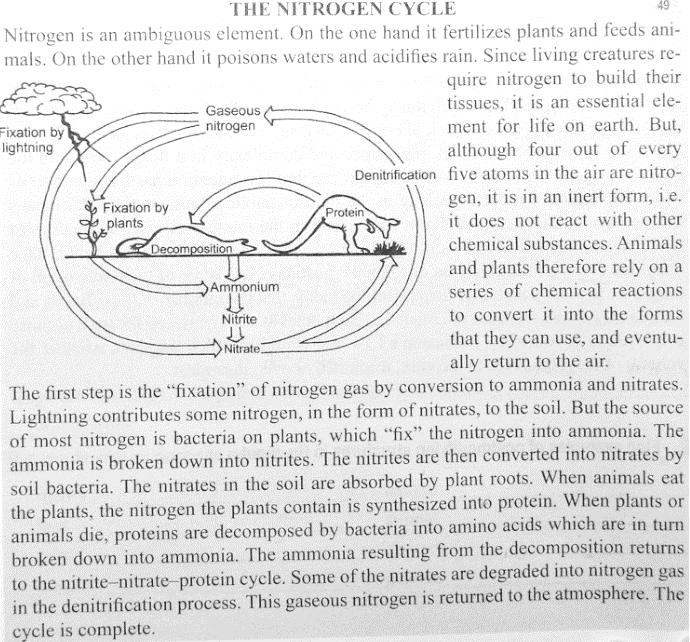 THE NITROGEN CYCLE
49
Nitrogen is an ambiguous element. On the one hand it fertilizes plants and feeds ani-
mals. On the other hand it poisons waters and acidifies rain. Since living creatures re-
quire nitrogen to build their
tissues, it is an essential ele-
ment for life on earth. But,
although four out of every
five atoms in the air are nitro-
gen, it is in an inert form, i.e.
it does not react with other
chemical substances. Animals
and plants therefore rely on a
series of chemical reactions
to convert it into the forms
that they can use, and eventu-
ally return to the air.
Fixation by
lightning
Gaseous
nitrogen
Denitrification
Fixation by
plants
Protein
Decomposition
Ammonium
Nitrite
Nitrate
The first step is the “fixation” of nitrogen gas by conversion to ammonia and nitrates.
Lightning contributes some nitrogen, in the form of nitrates, to the soil. But the source
of most nitrogen is bacteria on plants, which “fix” the nitrogen into ammonia. The
ammonia is broken down into nitrites. The nitrites are then converted into nitrates by
soil bacteria. The nitrates in the soil are absorbed by plant roots. When animals eat
the plants, the nitrogen the plants contain is synthesized into protein. When plants or
animals die, proteins are decomposed by bacteria into amino acids which are in turn
broken down into ammonia. The ammonia resulting from the decomposition returns
to the nitrite–nitrate–protein cycle. Some of the nitrates are degraded into nitrogen gas
in the denitrification process. This gaseous nitrogen is returned to the atmosphere. The
cycle is complete.